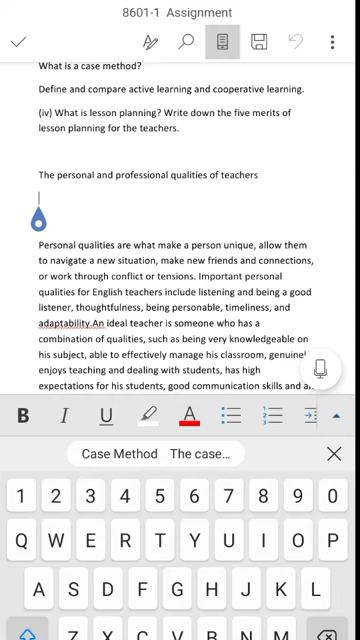 8601-1 Assignment
What is a case method?
Define and compare active learning and cooperative learning.
(iv) What is lesson planning? Write down the five merits of
lesson planning for the teachers.
The personal and professional qualities of teachers
Personal qualities are what make a person unique, allow them
to navigate a new situation, make new friends and connections,
or work through conflict or tensions. Important personal
qualities for English teachers include listening and being a good
listener, thoughtfulness, being personable, timeliness, and
adaptability.An ideal teacher is someone who has a
combination of qualities, such as being very knowledgeable on
his subject, able to effectively manage his classroom,
enjoys teaching and dealing with students, has high
expectations for his students, good communication skills and
B I U A
Case Method The case...
1 2 3 4 5 6 7 8 9 0
Q W E R T Y U I O P
A S D F G H J K L
Z X C V B N M